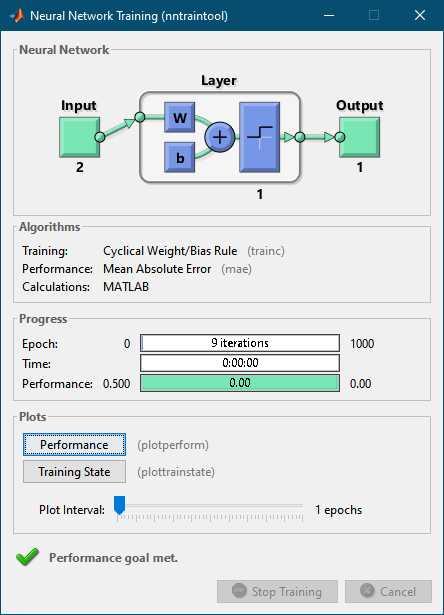 Neural Network Training (nntraintool)
Neural Network
Layer
Input
Output
W
b
+
2
1
1
Algorithms
Training: Cyclical Weight/Bias Rule (trainc)
Performance: Mean Absolute Error (mae)
Calculations: MATLAB
Progress
Epoch: 0 9 iterations 1000
Time: 0:00:00
Performance: 0.500 0.00 0.00
Plots
Performance (plotperform)
Training State (plottrainstate)
Plot Interval: 1 epochs
Performance goal met.
STOP Stop Training Cancel